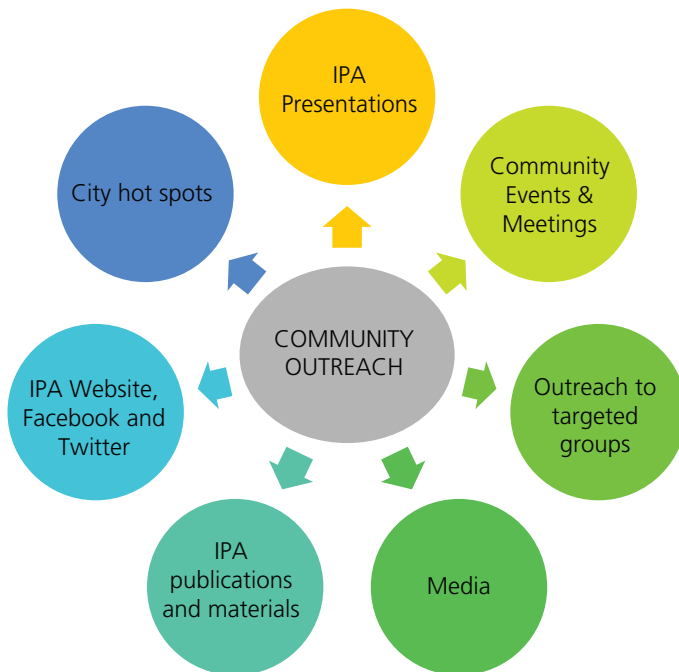 IPA
Presentations
City hot spots
Community
Events &
Meetings
COMMUNITY
OUTREACH
IPA Website,
Facebook and
Twitter
Outreach to
targeted
groups
IPA
publications
and materials
Media